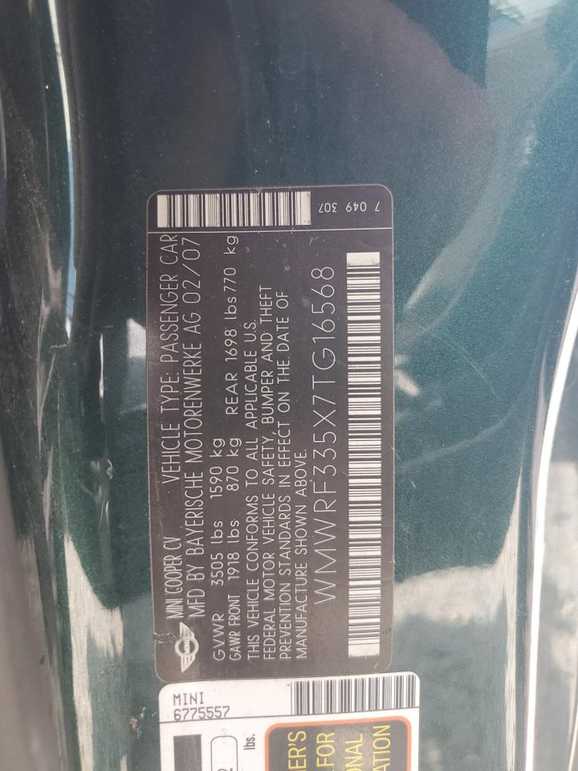 7 049 307
MINI COOPER CV VEHICLE TYPE: PASSENGER CAR
MFD BY BAYERISCHE MOTORENWERKE AG 02/07
GVWR 3505 lbs 1590 kg
GAWR FRONT 1918 lbs 870 kg REAR 1698 lbs 770 kg
THIS VEHICLE CONFORMS TO ALL APPLICABLE U.S.
FEDERAL MOTOR VEHICLE SAFETY, BUMPER AND THEFT
PREVENTION STANDARDS IN EFFECT ON THE DATE OF
MANUFACTURE SHOWN ABOVE.
WMWRF335X7TG16568
MINI
6775557
lbs.
ER'S
FOR
ONAL
ATION